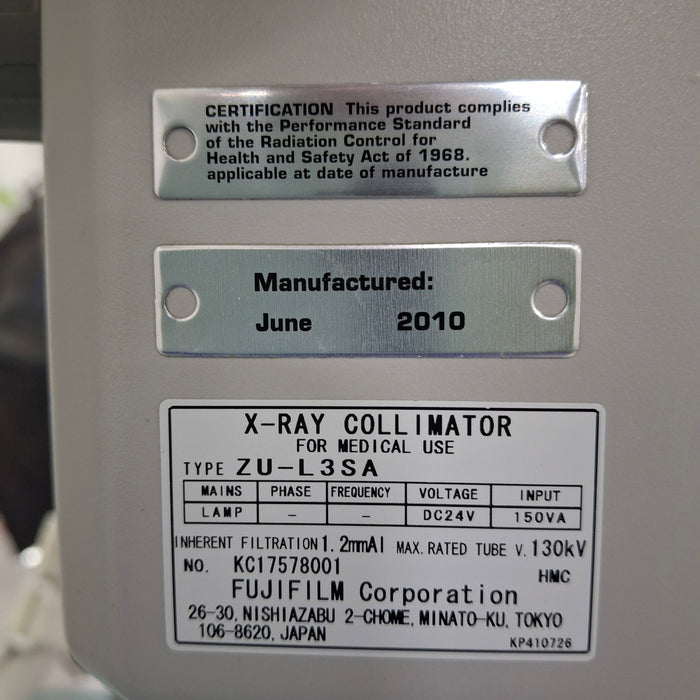 CERTIFICATION This product complies
with the Performance Standard
of the Radiation Control for
Health and Safety Act of 1968.
applicable at date of manufacture
Manufactured:
June 2010
X-RAY COLLIMATOR
FOR MEDICAL USE
TYPE ZU-L3SA
MAINS PHASE FREQUENCY VOLTAGE INPUT
LAMP - - DC24V 150VA
INHERENT FILTRATION 1.2mmAl MAX. RATED TUBE V. 130kV
NO. KC17578001
HMC
FUJIFILM Corporation
26-30, NISHIAZABU 2-CHOME, MINATO-KU, TOKYO
106-8620, JAPAN
KP410726